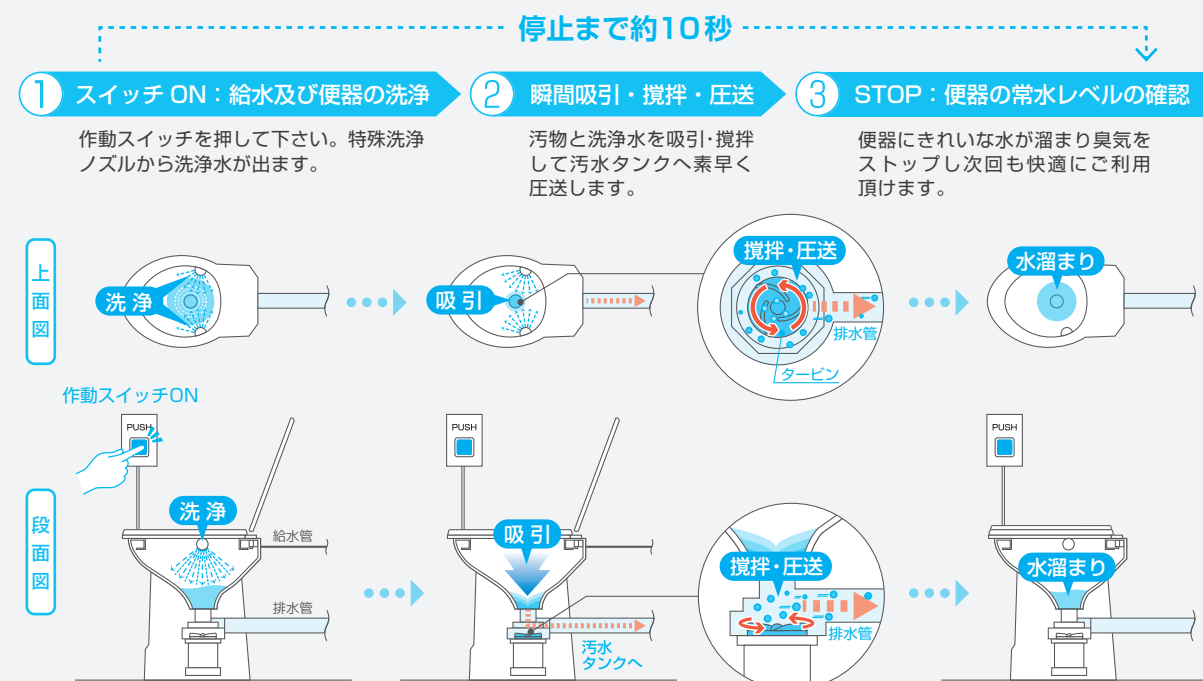 停止まで約10秒
1 スイッチ ON：給水及び便器の洗浄
作動スイッチを押して下さい。特殊洗浄
ノズルから洗浄水が出ます。
2 瞬間吸引・撹拌・圧送
汚物と洗浄水を吸引･撹拌
して汚水タンクへ素早く
圧送します。
3 STOP：便器の常水レベルの確認
便器にきれいな水が溜まり臭気を
ストップし次回も快適にご利用
頂けます。
上面図
洗浄
吸引
撹拌･圧送
排水管
タービン
水溜まり
作動スイッチON
段面図
PUSH
洗浄
給水管
排水管
PUSH
吸引
汚水
タンクへ
撹拌･圧送
排水管
PUSH
水溜まり